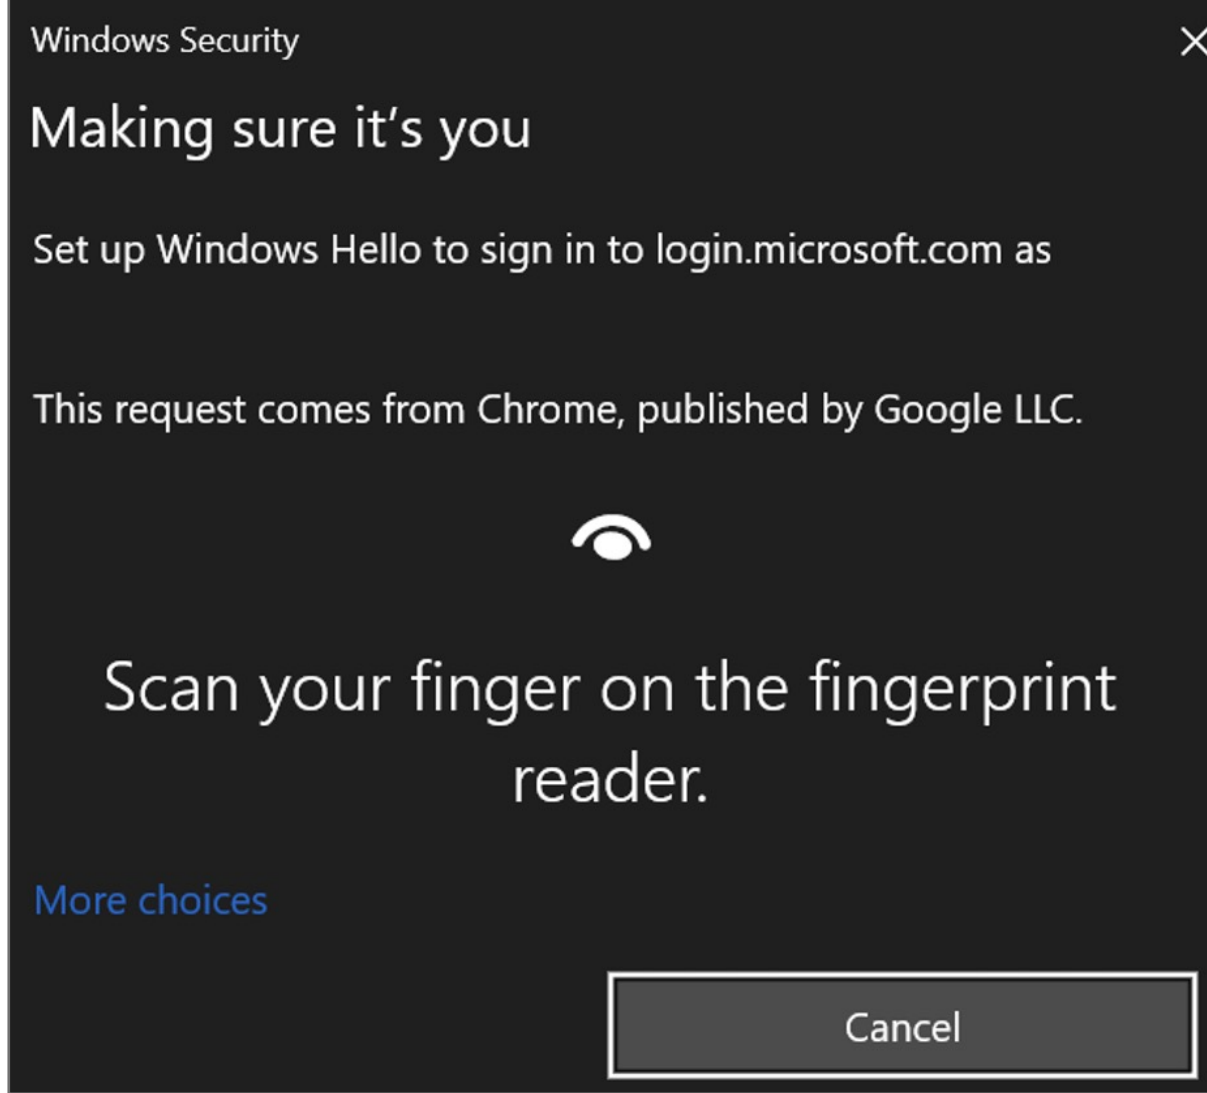 Windows Security
Making sure it’s you
Set up Windows Hello to sign in to login.microsoft.com as
This request comes from Chrome, published by Google LLC.
Scan your finger on the fingerprint
reader.
More choices
Cancel